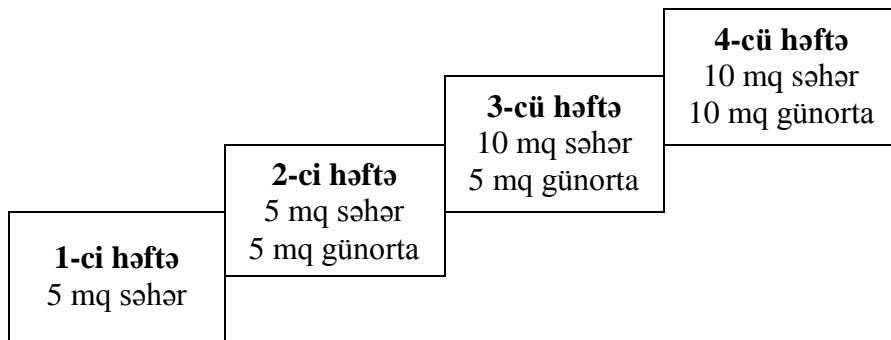 1-ci həftə
5 mq səhər
2-ci həftə
5 mq səhər
5 mq günorta
3-cü həftə
10 mq səhər
5 mq günorta
4-cü həftə
10 mq səhər
10 mq günorta